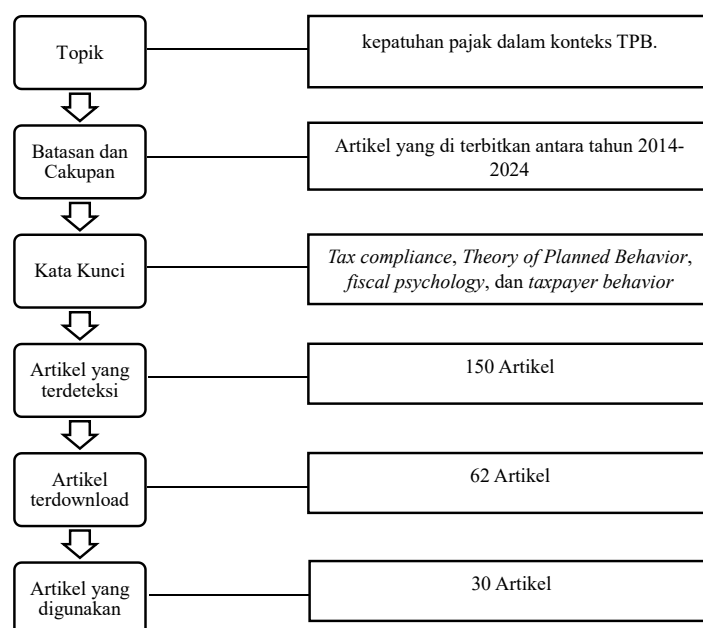 Topik
kepatuhan pajak dalam konteks TPB.
Batasan dan
Cakupan
Artikel yang di terbitkan antara tahun 2014-
2024
Kata Kunci
Tax compliance, Theory of Planned Behavior,
fiscal psychology, dan taxpayer behavior
Artikel yang
terdeteksi
150 Artikel
Artikel
terdownload
62 Artikel
Artikel yang
digunakan
30 Artikel